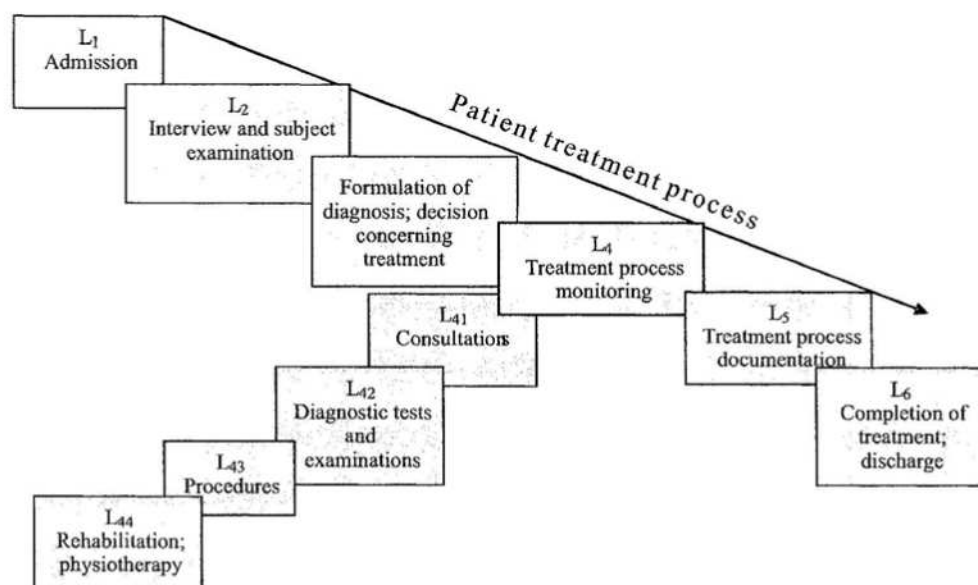 L₁
Admission
L₂
Interview and subject
examination
Patient treatment process
Formulation of
diagnosis; decision
concerning
treatment
L₄
Treatment process
monitoring
L₅
Treatment process
documentation
L₆
Completion of
treatment;
discharge
L₄₁
Consultations
L₄₂
Diagnostic tests
and
examinations
L₄₃
Procedures
L₄₄
Rehabilitation;
physiotherapy